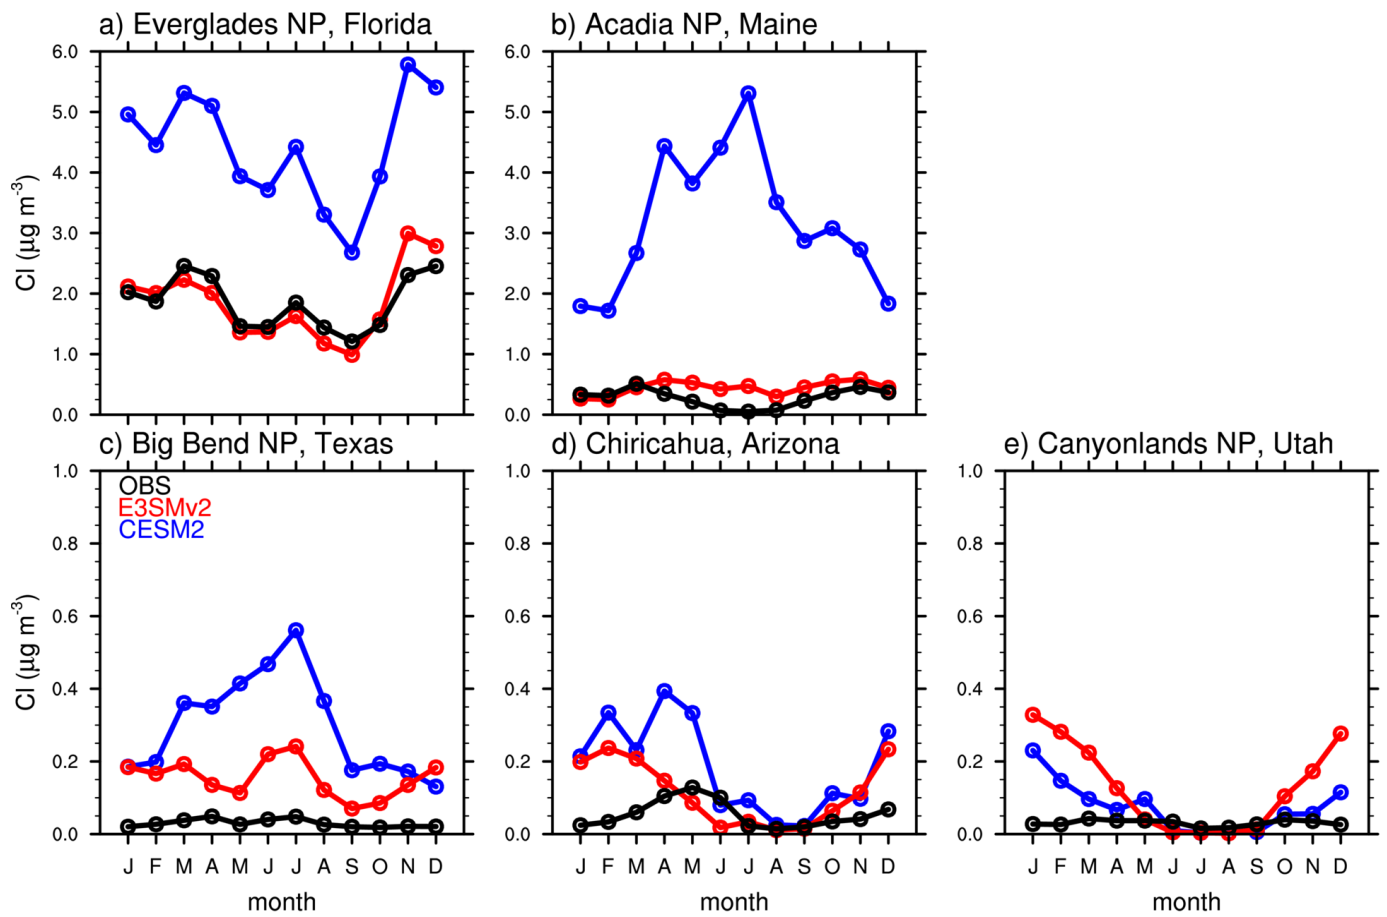 a) Everglades NP, Florida
b) Acadia NP, Maine
6.0
5.0
4.0
3.0
2.0
1.0
0.0
Cl (µg m-3)
6.0
5.0
4.0
3.0
2.0
1.0
0.0
c) Big Bend NP, Texas
d) Chiricahua, Arizona
e) Canyonlands NP, Utah
OBS
E3SMv2
CESM2
1.0
0.8
0.6
0.4
0.2
0.0
Cl (µg m-3)
1.0
0.8
0.6
0.4
0.2
0.0
1.0
0.8
0.6
0.4
0.2
0.0
J F M A M J J A S O N D
J F M A M J J A S O N D
J F M A M J J A S O N D
month
month
month